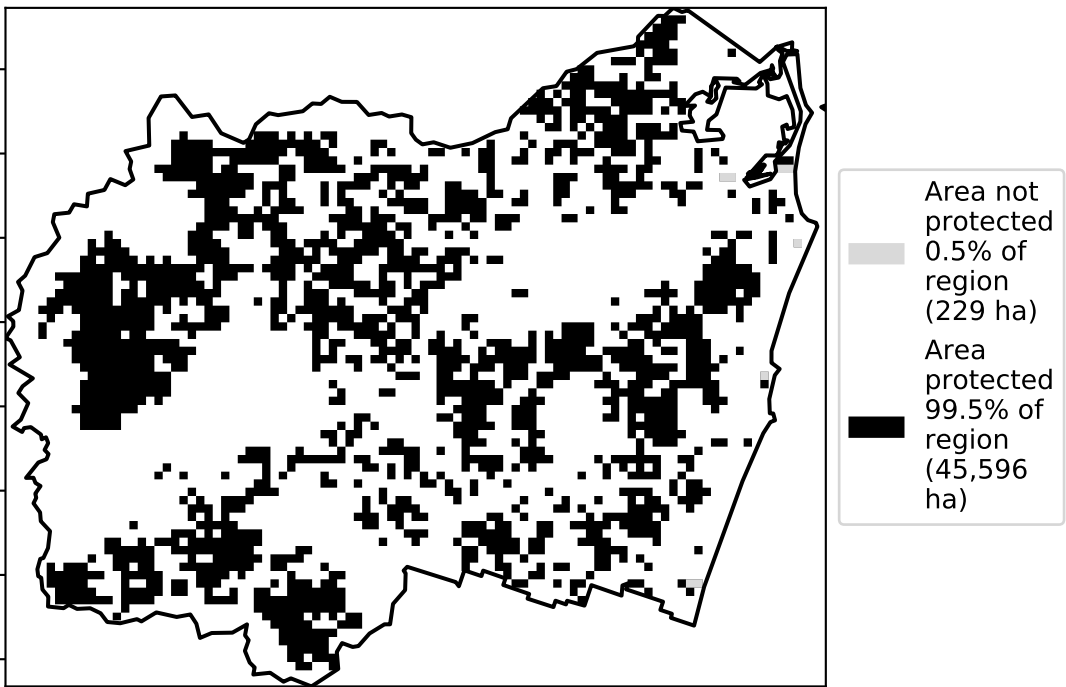 Area not
protected
0.5% of
region
(229 ha)
Area
protected
99.5% of
region
(45,596
ha)